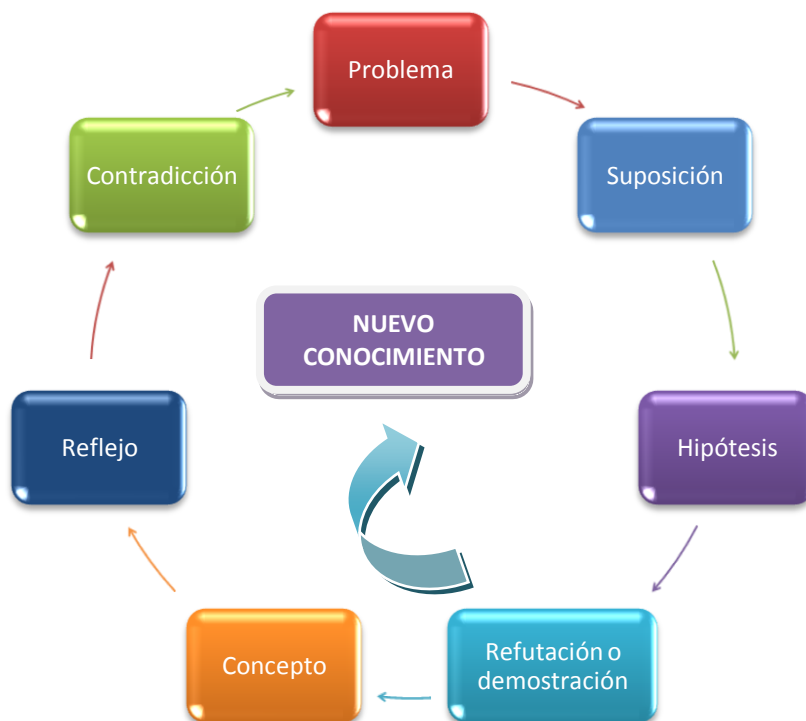 Problema
Suposición
Hipótesis
Refutación o
demostración
Concepto
Reflejo
Contradicción
NUEVO
CONOCIMIENTO